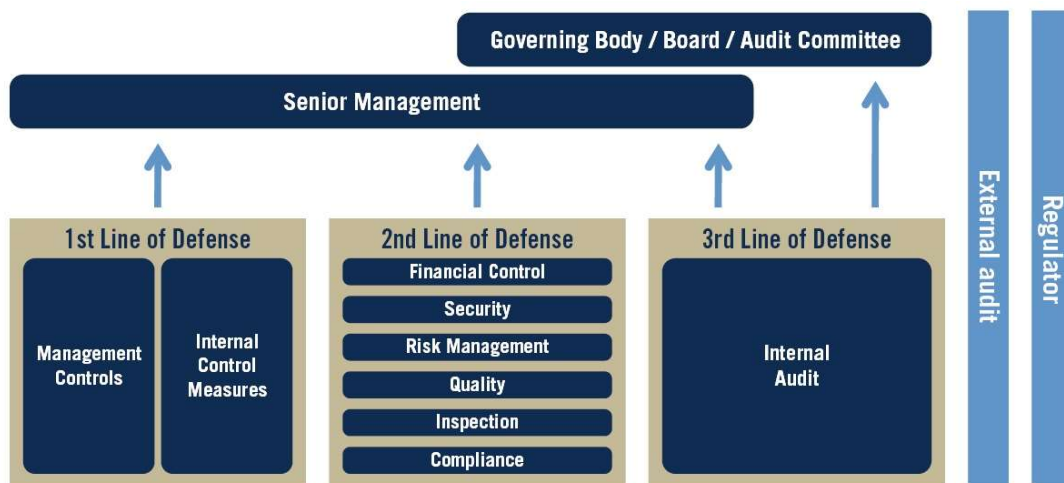 Governing Body / Board / Audit Committee
Senior Management
1st Line of Defense
Management
Controls
Internal
Control
Measures
2nd Line of Defense
Financial Control
Security
Risk Management
Quality
Inspection
Compliance
3rd Line of Defense
Internal
Audit
External audit
Regulator